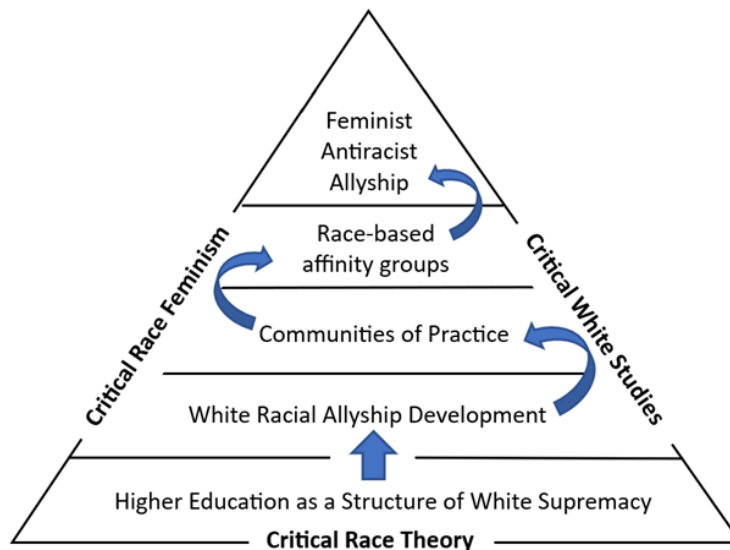 Feminist
Antiracist
Allyship
Race-based
affinity groups
Communities of Practice
White Racial Allyship Development
Higher Education as a Structure of White Supremacy
Critical Race Feminism
Critical White Studies
Critical Race Theory